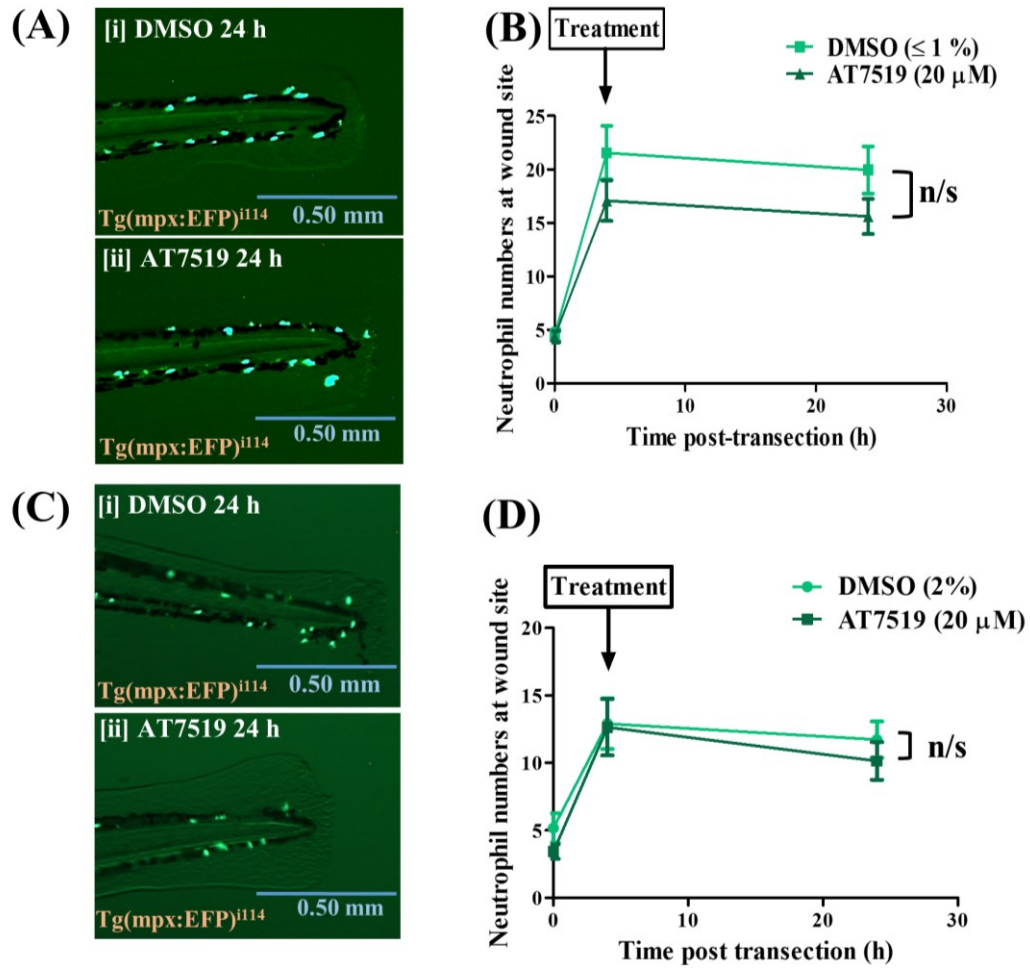 (A)
[i] DMSO 24 h
0.50 mm
Tg(mpx:EFP)i114
[ii] AT7519 24 h
0.50 mm
Tg(mpx:EFP)i114
(B)
Treatment
DMSO (≤ 1 %)
AT7519 (20 μM)
Neutrophil numbers at wound site
25
20
15
10
5
0
n/s
0 10 20 30
Time post-transection (h)
(C)
[i] DMSO 24 h
0.50 mm
Tg(mpx:EFP)i114
[ii] AT7519 24 h
0.50 mm
Tg(mpx:EFP)i114
(D)
Treatment
DMSO (2%)
AT7519 (20 μM)
Neutrophil numbers at wound site
20
15
10
5
0
n/s
0 10 20 30
Time post transection (h)